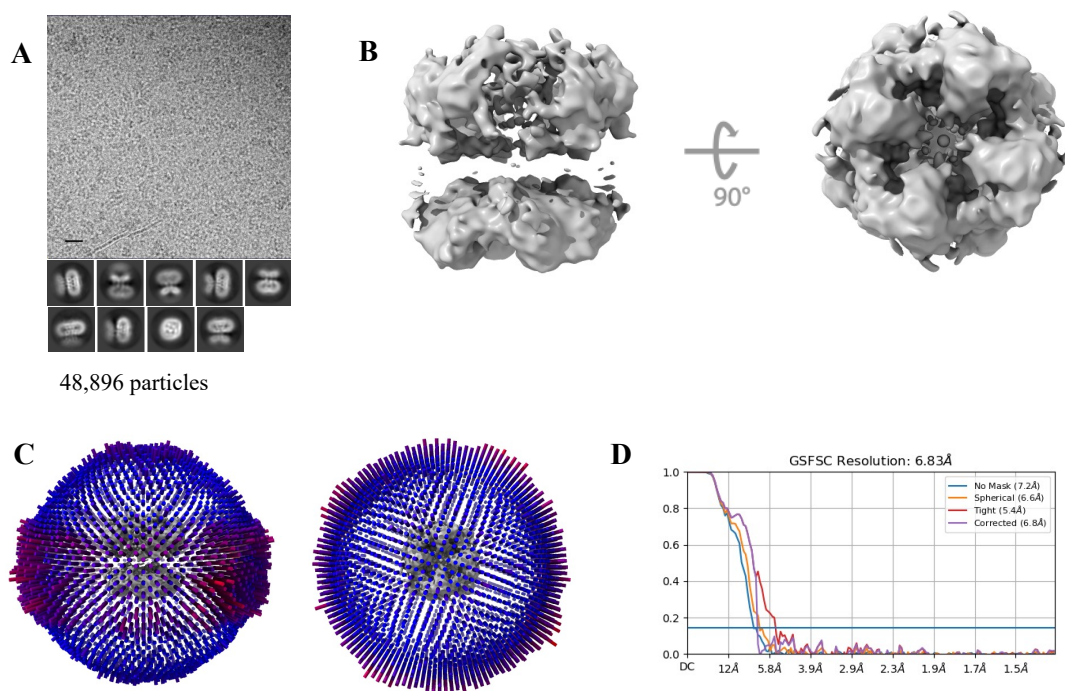 A
B
90°
48,896 particles
C
D
GSFSC Resolution: 6.83Å
No Mask (7.2Å)
Spherical (6.6Å)
Tight (5.4Å)
Corrected (6.8Å)
1.0
0.8
0.6
0.4
0.2
0.0
DC 12Å 5.8Å 3.9Å 2.9Å 2.3Å 1.9Å 1.7Å 1.5Å